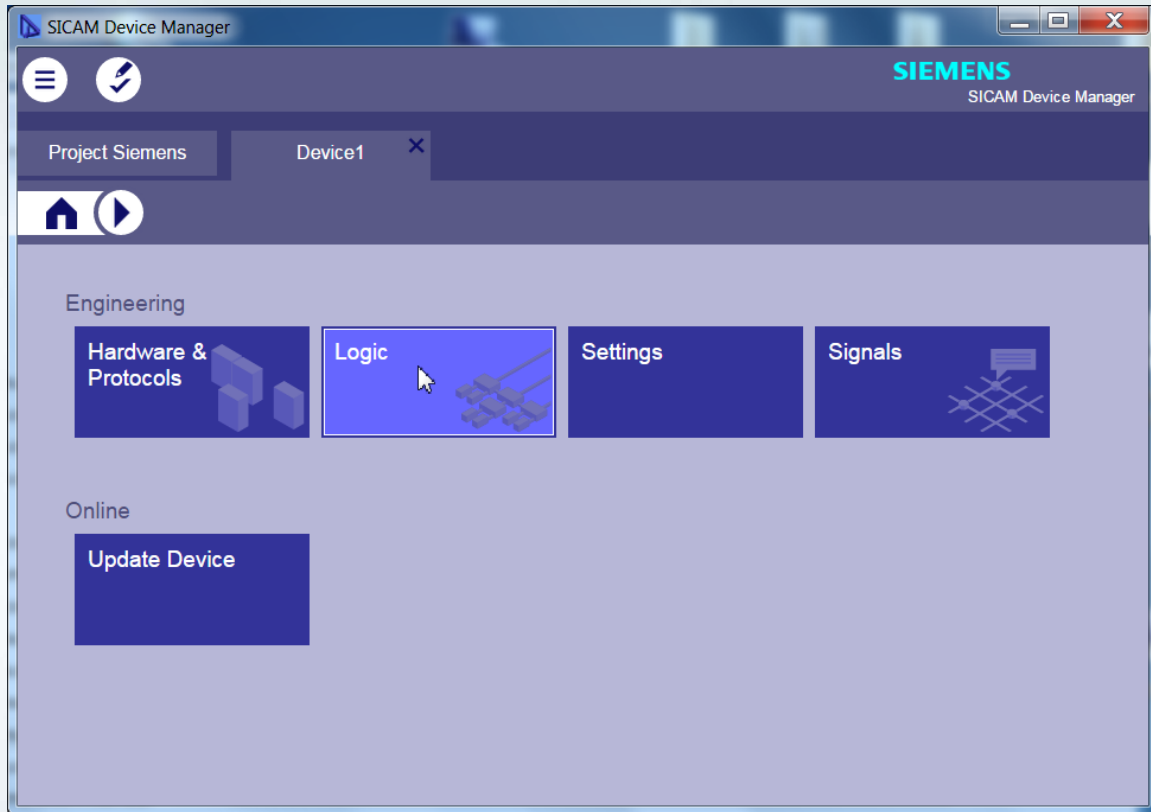 SICAM Device Manager
SIEMENS
SICAM Device Manager
Project Siemens
Device1
Engineering
Hardware &
Protocols
Logic
Settings
Signals
Online
Update Device